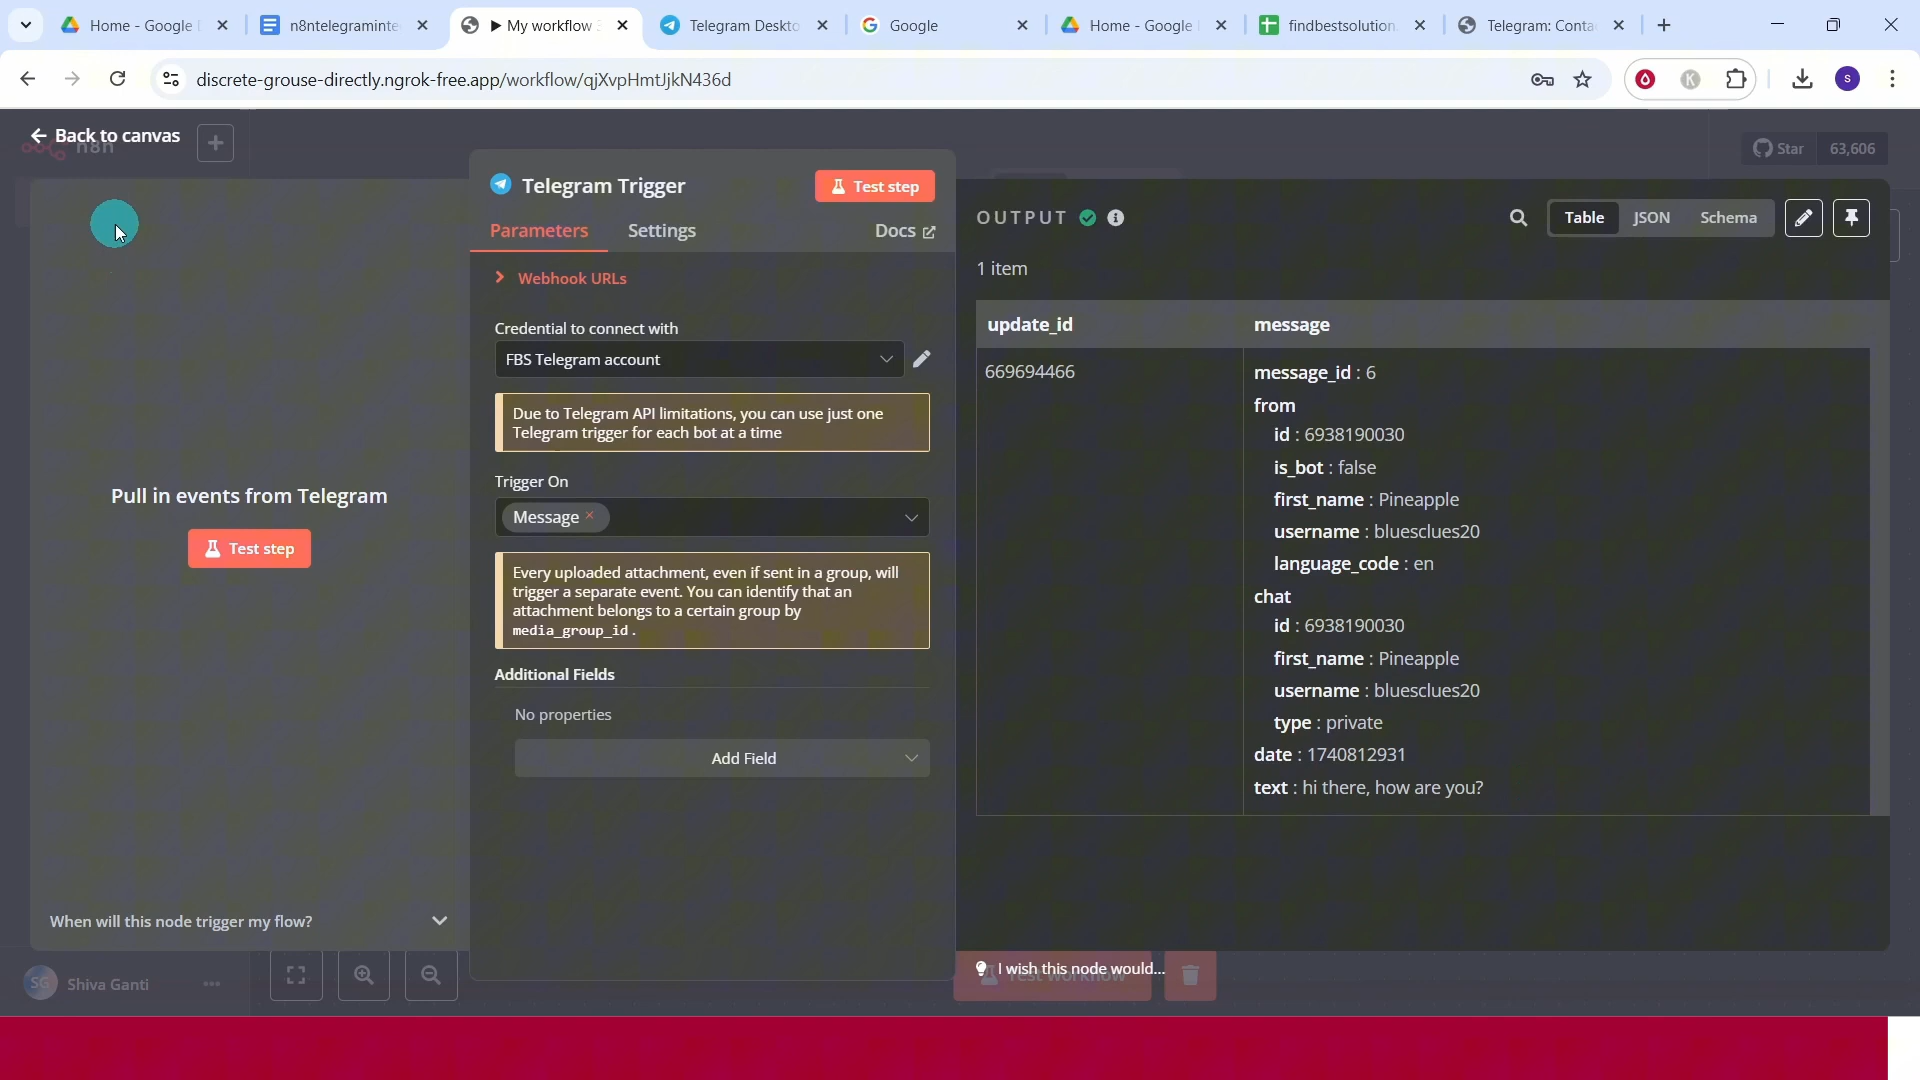 Home - Google
n8ntelegraminte
▶ My workflow
Telegram Deskto
Google
Home - Google
findbestsolution
Telegram: Conta
discrete-grouse-directly.ngrok-free.app/workflow/qjXvpHmtJjkN436d
S
Back to canvas
n8n
Star 63,606
Telegram Trigger
Test step
Parameters
Settings
Docs
Webhook URLs
Credential to connect with
FBS Telegram account
Due to Telegram API limitations, you can use just one
Telegram trigger for each bot at a time
Trigger On
Message
Every uploaded attachment, even if sent in a group, will
trigger a separate event. You can identify that an
attachment belongs to a certain group by
media_group_id.
Additional Fields
No properties
Add Field
Pull in events from Telegram
Test step
When will this node trigger my flow?
OUTPUT
Table
JSON
Schema
1 item
update_id
message
669694466
message_id : 6
from
id : 6938190030
is_bot : false
first_name : Pineapple
username : bluesclues20
language_code : en
chat
id : 6938190030
first_name : Pineapple
username : bluesclues20
type : private
date : 1740812931
text : hi there, how are you?
I wish this node would...
Test workflow
SG
Shiva Ganti